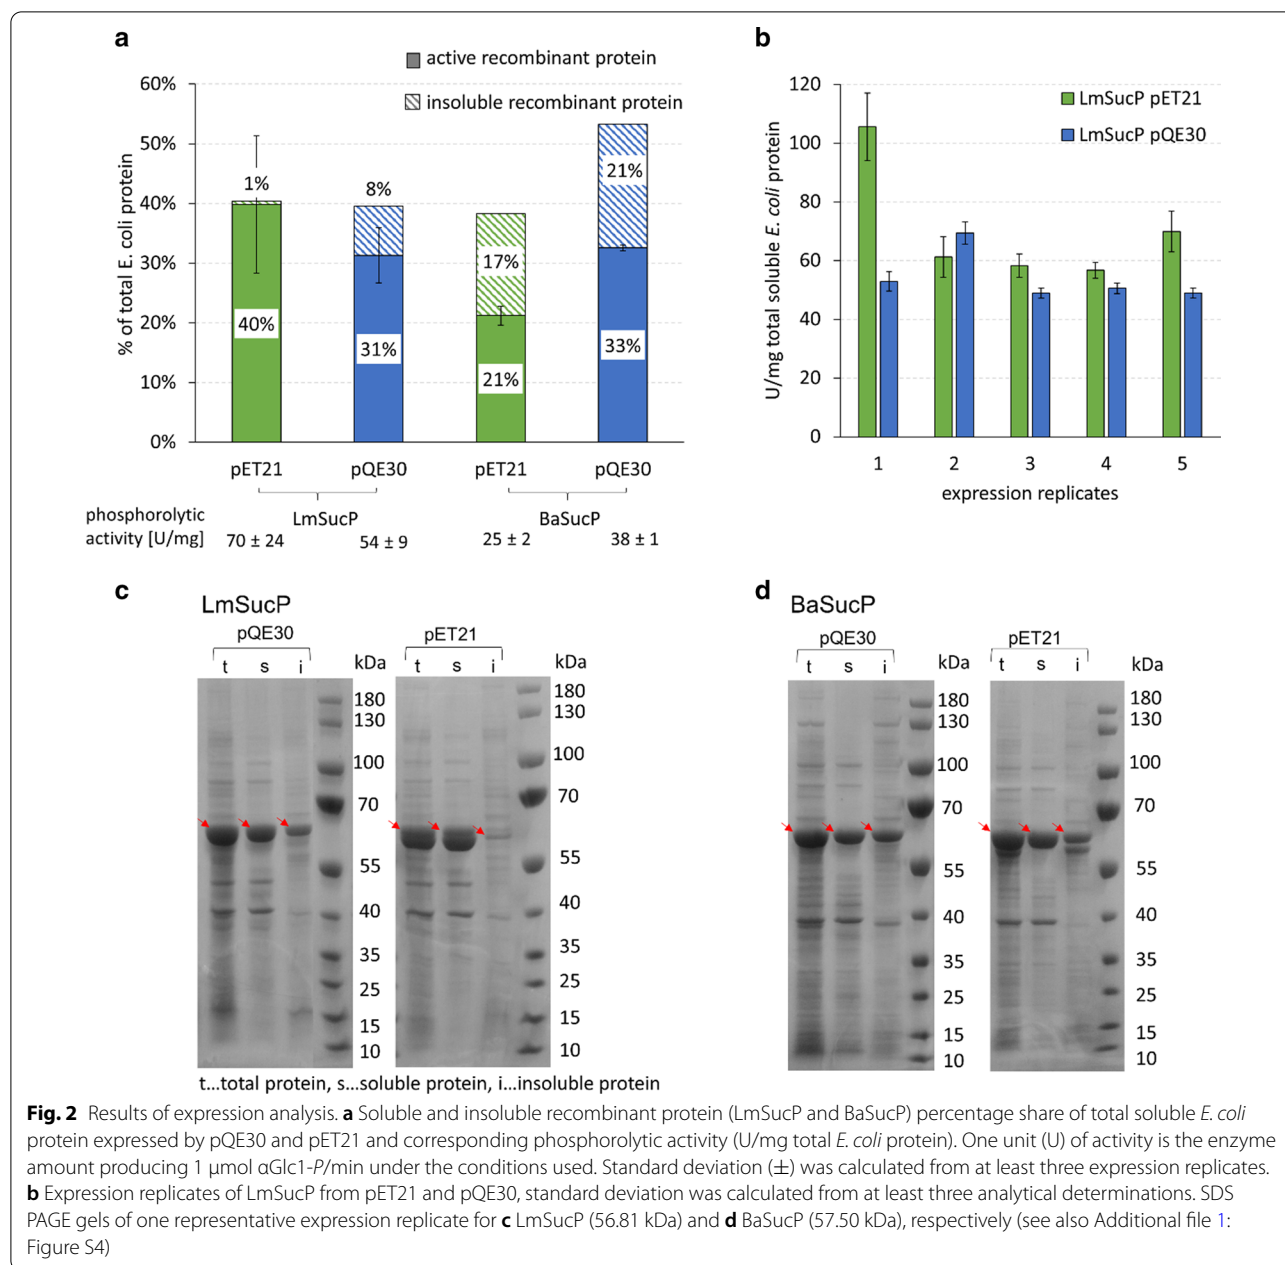 a
active recombinant protein
insoluble recombinant protein
% of total E. coli protein
60%
50%
40%
30%
20%
10%
0%
1%
40%
8%
31%
17%
21%
21%
33%
pET21 pQE30 pET21 pQE30
LmSucP BaSucP
phosphorolytic
activity [U/mg] 70 ± 24 54 ± 9 25 ± 2 38 ± 1
b
LmSucP pET21
LmSucP pQE30
U/mg total soluble E. coli protein
120
100
80
60
40
20
0
1 2 3 4 5
expression replicates
c
LmSucP
pQE30 pET21
t s i kDa t s i kDa
180
130
100
70
55
40
35
25
15
10
180
130
100
70
55
40
35
25
15
10
t...total protein, s...soluble protein, i...insoluble protein
d
BaSucP
pQE30 pET21
t s i kDa t s i kDa
180
130
100
70
55
40
35
25
15
10
180
130
100
70
55
40
35
25
15
10
Fig. 2 Results of expression analysis. a Soluble and insoluble recombinant protein (LmSucP and BaSucP) percentage share of total soluble E. coli
protein expressed by pQE30 and pET21 and corresponding phosphorolytic activity (U/mg total E. coli protein). One unit (U) of activity is the enzyme
amount producing 1 µmol αGlc1-P/min under the conditions used. Standard deviation (±) was calculated from at least three expression replicates.
b Expression replicates of LmSucP from pET21 and pQE30, standard deviation was calculated from at least three analytical determinations. SDS
PAGE gels of one representative expression replicate for c LmSucP (56.81 kDa) and d BaSucP (57.50 kDa), respectively (see also Additional file 1:
Figure S4)